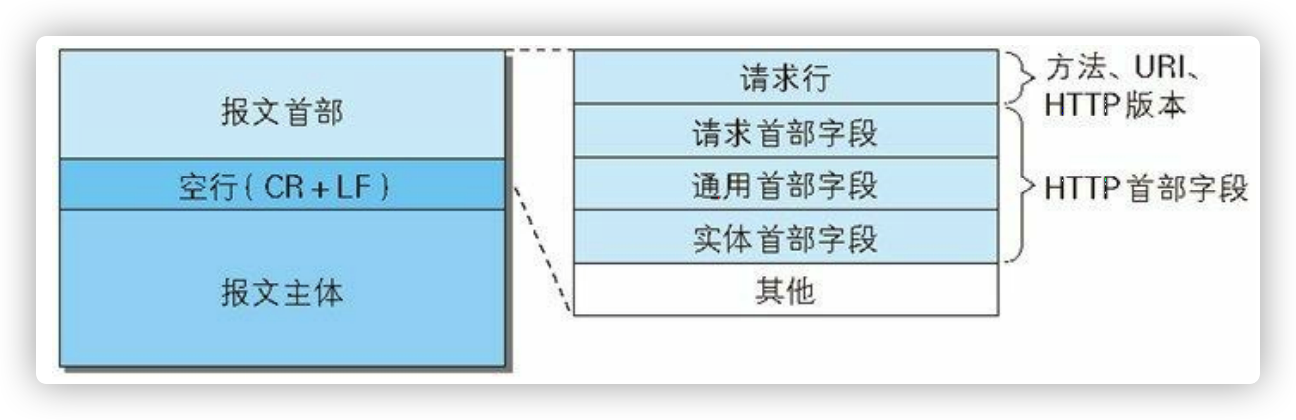 报文首部
空行(CR+LF)
报文主体
请求行
请求首部字段
通用首部字段
实体首部字段
其他
方法、URI、
HTTP版本
HTTP首部字段